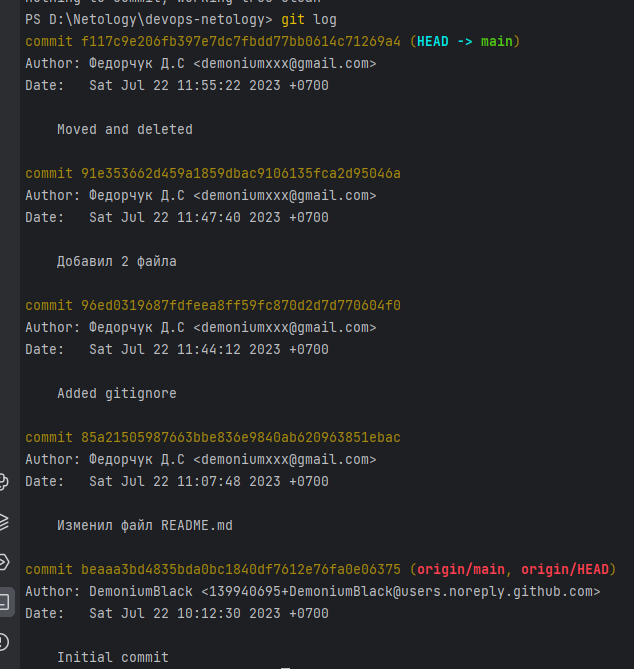 PS D:\Netology\devops-netology> git log
commit f117c9e206fb397e7dc7fbdd77bb0614c71269a4 (HEAD -> main)
Author: Федорчук Д.С <demoniumxxx@gmail.com>
Date:   Sat Jul 22 11:55:22 2023 +0700
Moved and deleted
commit 91e353662d459a1859dbac9106135fca2d95046a
Author: Федорчук Д.С <demoniumxxx@gmail.com>
Date:   Sat Jul 22 11:47:40 2023 +0700
Добавил 2 файла
commit 96ed0319687fdfeea8ff59fc870d2d7d770604f0
Author: Федорчук Д.С <demoniumxxx@gmail.com>
Date:   Sat Jul 22 11:44:12 2023 +0700
Added gitignore
commit 85a21505987663bbe836e9840ab620963851ebac
Author: Федорчук Д.С <demoniumxxx@gmail.com>
Date:   Sat Jul 22 11:07:48 2023 +0700
Изменил файл README.md
commit beaaa3bd4835bda0bc1840df7612e76fa0e06375 (origin/main, origin/HEAD)
Author: DemoniumBlack <139940695+DemoniumBlack@users.noreply.github.com>
Date:   Sat Jul 22 10:12:30 2023 +0700
Initial commit